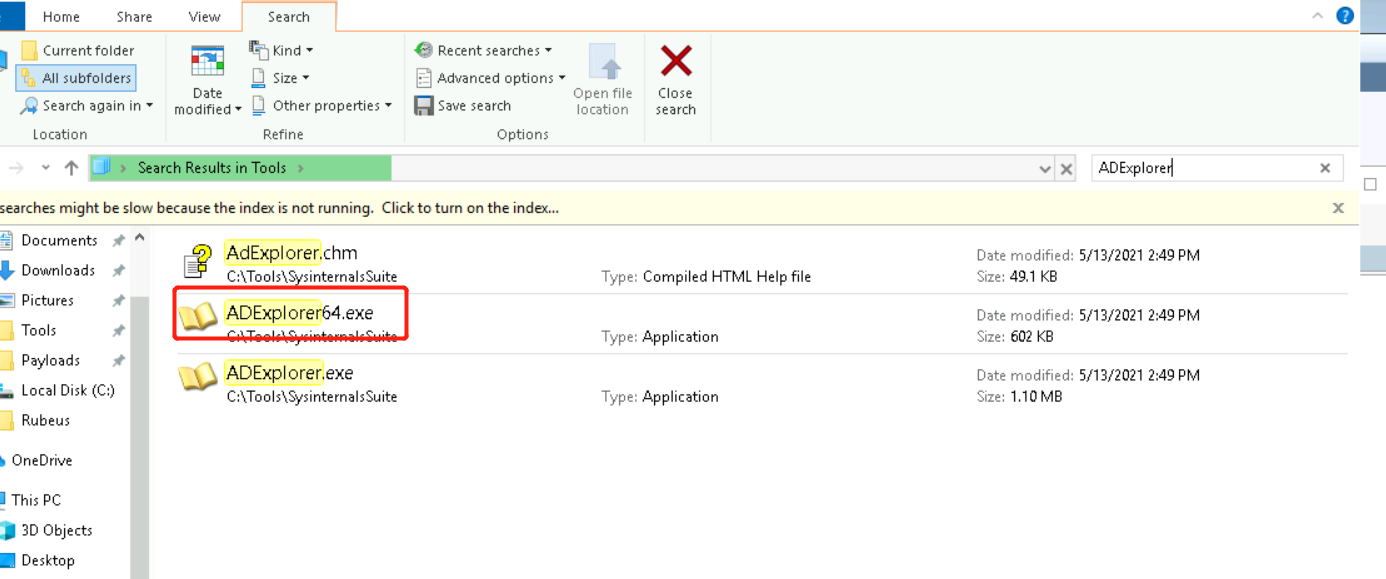 Home Share View Search
Current folder
All subfolders
Search again in
Location
Date
modified
Kind
Size
Other properties
Refine
Recent searches
Advanced options
Save search
Options
Open file
location
Close
search
Search Results in Tools
ADExplorer
searches might be slow because the index is not running. Click to turn on the index...
Documents
Downloads
Pictures
Tools
Payloads
Local Disk (C:)
Rubeus
OneDrive
This PC
3D Objects
Desktop
AdExplorer.chm
C:\Tools\SysinternalsSuite
Type: Compiled HTML Help file
Date modified: 5/13/2021 2:49 PM
Size: 49.1 KB
ADExplorer64.exe
C:\Tools\SysinternalsSuite
Type: Application
Date modified: 5/13/2021 2:49 PM
Size: 602 KB
ADExplorer.exe
C:\Tools\SysinternalsSuite
Type: Application
Date modified: 5/13/2021 2:49 PM
Size: 1.10 MB